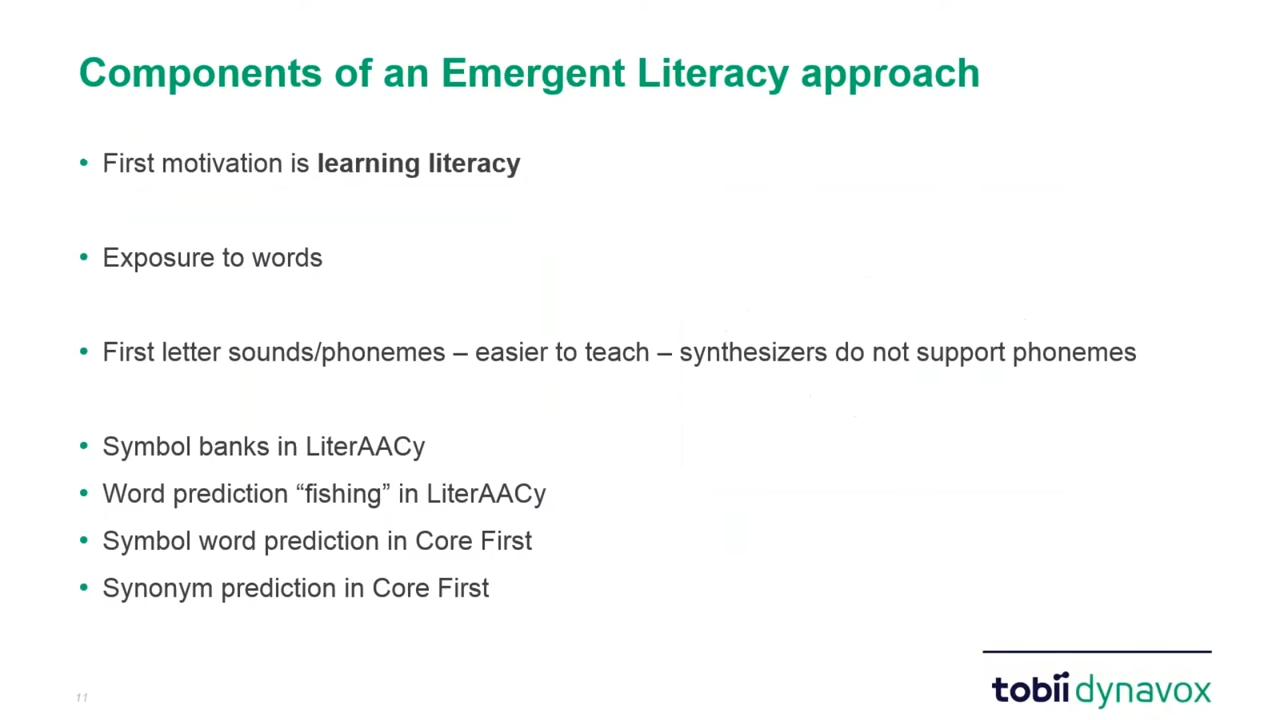 Components of an Emergent Literacy approach
• First motivation is learning literacy
• Exposure to words
• First letter sounds/phonemes – easier to teach – synthesizers do not support phonemes
• Symbol banks in LiterAACy
• Word prediction “fishing” in LiterAACy
• Symbol word prediction in Core First
• Synonym prediction in Core First
11
tobii dynavox